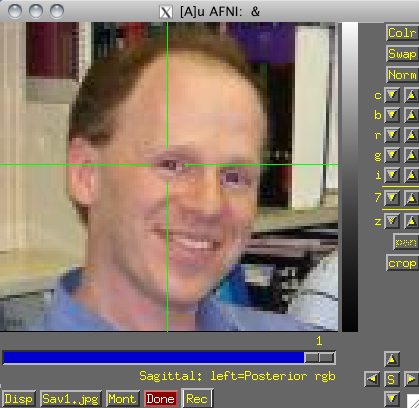 [A]u AFNI: &
Colr
Swap
Norm
c
b
r
g
i
7
z
pan
crop
1
Sagittal: left=Posterior rgb
S
Disp Sav1.jpg Mont Done Rec